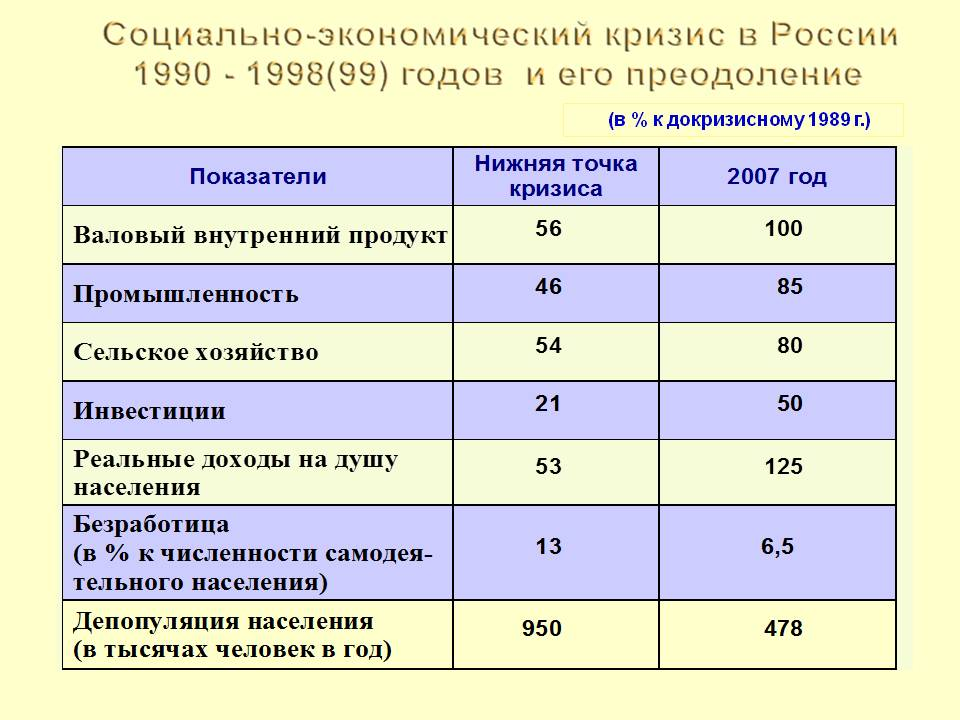 Социально-экономический кризис в России
1990 - 1998(99) годов и его преодоление
(в % к докризисному 1989 г.)
Показатели
Нижняя точка
кризиса
2007 год
Валовый внутренний продукт
56
100
Промышленность
46
85
Сельское хозяйство
54
80
Инвестиции
21
50
Реальные доходы на душу
населения
53
125
Безработица
(в % к численности самодея-
тельного населения)
13
6,5
Депопуляция населения
(в тысячах человек в год)
950
478